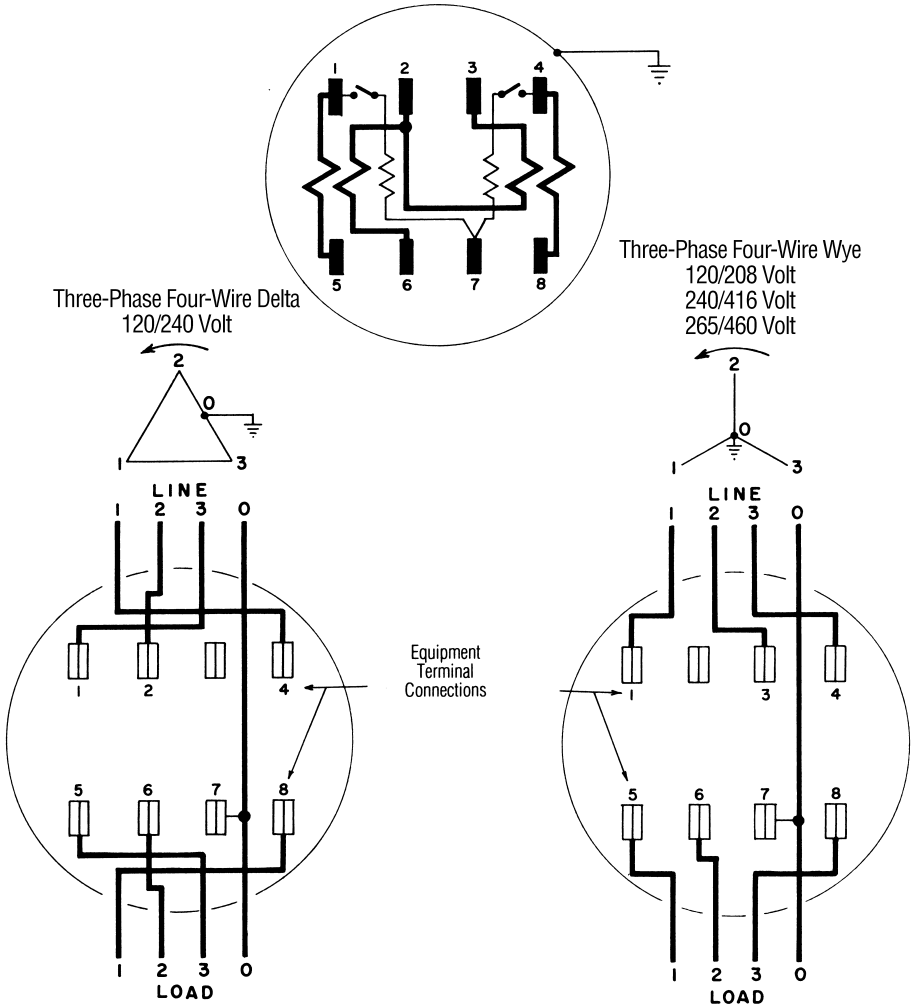 1 2 3 4
5 6 7 8
Three-Phase Four-Wire Wye
120/208 Volt
240/416 Volt
265/460 Volt
Three-Phase Four-Wire Delta
120/240 Volt
2
0
1 3
LINE
1 2 3 0
1 2 4
5 6 7 8
1 2 3 0
LOAD
Equipment
Terminal
Connections
2
0
1 3
LINE
1 2 3 0
1 3 4
5 6 7 8
1 2 3 0
LOAD